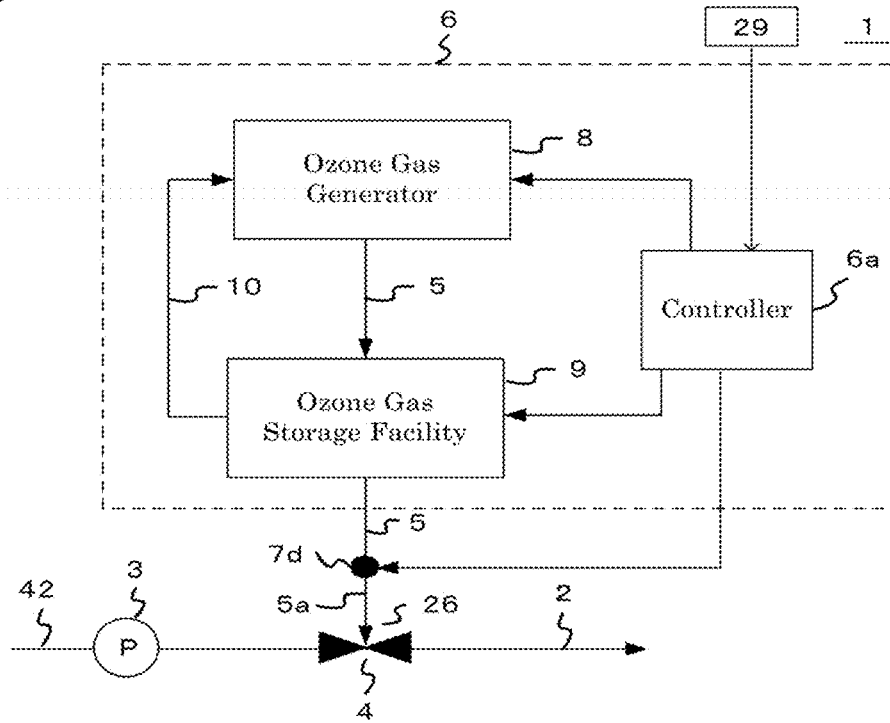 6
29
1
8
Ozone Gas
Generator
10
5
6a
Controller
9
Ozone Gas
Storage Facility
5
7d
3
42
5a
26
2
P
4